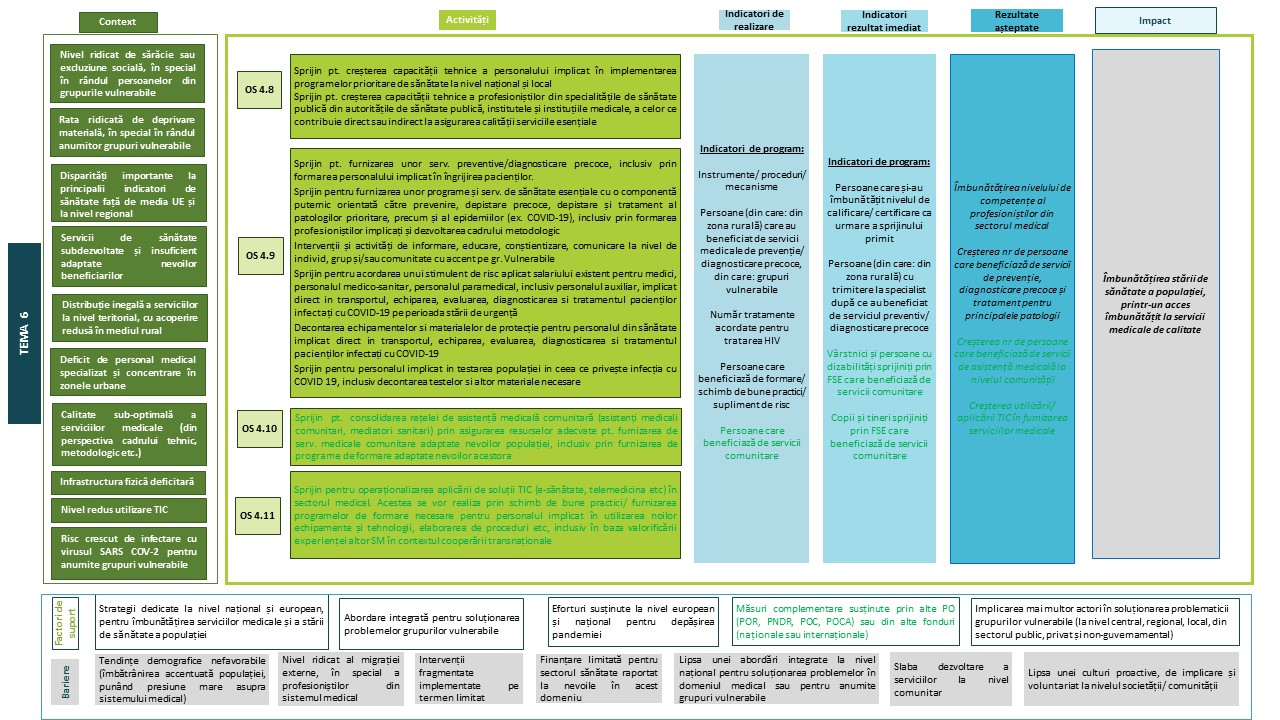 Context
Activități
Indicatori de
realizare
Indicatori
rezultat imediat
Rezultate
așteptate
Impact
TEMA 6
Nivel ridicat de sărăcie sau
excluziune socială, în special
în rândul persoanelor din
grupurile vulnerabile
Rata ridicată de deprivare
materială, în special în rândul
anumitor grupuri vulnerabile
Disparități importante la
principalii indicatori de
sănătate față de media UE și
la nivel regional
Servicii de sănătate
subdezvoltate și insuficient
adaptate nevoilor
beneficiarilor
Distribuție inegală a serviciilor
la nivel teritorial, cu acoperire
redusă în mediul rural
Deficit de personal medical
specializat și concentrare în
zonele urbane
Calitate sub-optimală a
serviciilor medicale (din
perspectiva cadrului tehnic,
metodologic etc.)
Infrastructura fizică deficitară
Nivel redus utilizare TIC
Risc crescut de infectare cu
virusul SARS COV-2 pentru
anumite grupuri vulnerabile
OS 4.8
Sprijin pt. creșterea capacității tehnice a personalului implicat în implementarea
programelor prioritare de sănătate la nivel național și local
Sprijin pt. creșterea capacității tehnice a profesioniștilor din specialitățile de sănătate
publică din autoritățile de sănătate publică, institutele și instituțiile medicale, a celor ce
contribuie direct sau indirect la asigurarea calității serviciile esențiale
OS 4.9
Sprijin pt. furnizarea unor serv. preventive/diagnosticare precoce, inclusiv prin
formarea personalului implicat în îngrijirea pacienților.
Sprijin pentru furnizarea unor programe și serv. de sănătate esențiale cu o componentă
puternic orientată către prevenire, depistare precoce, depistare și tratament al
patologilor prioritare, precum și al epidemiilor (ex. COVID-19), inclusiv prin formarea
profesioniștilor implicați și dezvoltarea cadrului metodologic
Intervenții și activități de informare, educare, conștientizare, comunicare la nivel de
individ, grup și/sau comunitate cu accent pe gr. Vulnerabile
Sprijin pentru acordarea unui stimulent de risc aplicat salariului existent pentru medici,
personalul medico-sanitar, personalul paramedical, inclusiv personalul auxiliar, implicat
direct in transportul, echiparea, evaluarea, diagnosticarea si tratamentul pacienților
infectati cu COVID-19 pe perioada stării de urgență
Decontarea echipamentelor si materialelor de protecție pentru personalul din sănătate
implicat direct in transportul, echiparea, evaluarea, diagnosticarea si tratamentul
pacienților infectati cu COVID-19
Sprijin pentru personalul implicat in testarea populației in ceea ce privește infecția cu
COVID 19, inclusiv decontarea testelor si altor materiale necesare
OS 4.10
Sprijin pt. consolidarea rețelei de asistență medicală comunitară (asistenți medicali
comunitari, mediatori sanitari) prin asigurarea resurselor adecvate pt. furnizarea de
serv. medicale comunitare adaptate nevoilor populației, inclusiv prin furnizarea de
programe de formare adaptate nevoilor acestora
OS 4.11
Sprijin pentru operaționalizarea aplicării de soluții TIC (e-sănătate, telemedicina etc) în
sectorul medical. Acestea se vor realiza prin schimb de bune practici/ furnizarea
programelor de formare necesare pentru personalul implicat în utilizarea noilor
echipamente și tehnologii, elaborarea de proceduri etc, inclusiv în baza valorificării
experienței altor SM în contextul cooperării transnaționale
Indicatori de program:
Instrumente/ proceduri/
mecanisme
Persoane (din care: din
zona rurală) care au
beneficiat de servicii
medicale de prevenție/
diagnosticare precoce,
din care: grupuri
vulnerabile
Număr tratamente
acordate pentru
tratarea HIV
Persoane care
beneficiază de formare/
schimb de bune practici/
supliment de risc
Persoane care
beneficiază de servicii
comunitare
Indicatori de program:
Persoane care și-au
îmbunătățit nivelul de
calificare/ certificare ca
urmare a sprijinului
primit
Persoane (din care: din
zona rurală) cu
trimitere la specialist
după ce au beneficiat
de serviciul preventiv/
diagnosticare precoce
Vârstnici și persoane cu
dizabilități sprijiniți prin
FSE care beneficiază de
servicii comunitare
Copii și tineri sprijiniți
prin FSE care
beneficiază de servicii
comunitare
Îmbunătățirea nivelului de
competente al
profesioniștilor din
sectorul medical
Creșterea nr de persoane
care beneficiază de servicii
de prevenție,
diagnosticare precoce și
tratament pentru
principalele patologii
Creșterea nr de persoane
care beneficiază de servicii
de asistență medicală la
nivelul comunității
Creșterea utilizării/
aplicării TIC în furnizarea
serviciilor medicale
Îmbunătățirea stării de
sănătate a populației,
printr-un acces
îmbunătățit la servicii
medicale de calitate
Factori de
suport
Strategii dedicate la nivel național și european,
pentru îmbunătățirea serviciilor medicale și a stării
de sănătate a populației
Abordare integrată pentru soluționarea
problemelor grupurilor vulnerabile
Eforturi susținute la nivel european
și național pentru depășirea
pandemiei
Măsuri complementare susținute prin alte PO
(POR, PNDR, POC, POCA) sau din alte fonduri
(naționale sau internaționale)
Implicarea mai multor actori în soluționarea problematicii
grupurilor vulnerabile (la nivel central, regional, local, din
sectorul public, privat și non-guvernamental)
Bariere
Tendințe demografice nefavorabile
(îmbătrânirea accentuată populației,
punând presiune mare asupra
sistemului medical)
Nivel ridicat al migrației
externe, în special a
profesioniștilor din
sistemul medical
Intervenții
fragmentate
implementate pe
termen limitat
Finanțare limitată pentru
sectorul sănătate raportat
la nevoile în acest
domeniu
Lipsa unei abordări integrate la nivel
național pentru soluționarea problemelor în
domeniul medical sau pentru anumite
grupuri vulnerabile
Slaba dezvoltare a
serviciilor la nivel
comunitar
Lipsa unei culturi proactive, de implicare și
voluntariat la nivelul societății/ comunității